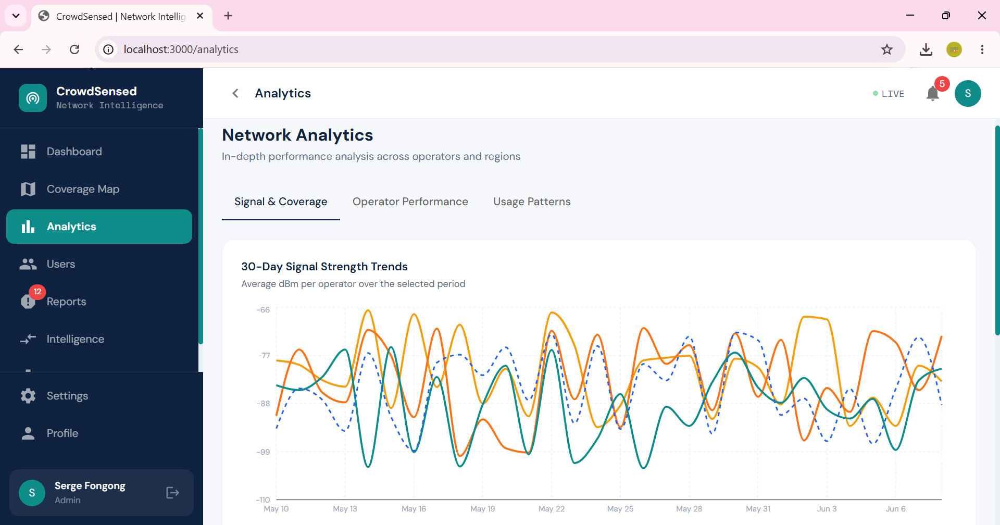 CrowdSensed | Network Intellig
localhost:3000/analytics
CrowdSensed
Network Intelligence
Dashboard
Coverage Map
Analytics
Users
12
Reports
Intelligence
Settings
Profile
S
Serge Fongong
Admin
Analytics
LIVE
5
S
Network Analytics
In-depth performance analysis across operators and regions
Signal & Coverage
Operator Performance
Usage Patterns
30-Day Signal Strength Trends
Average dBm per operator over the selected period
-66
-77
-88
-99
-110
May 10
May 13
May 16
May 19
May 22
May 25
May 28
May 31
Jun 3
Jun 6